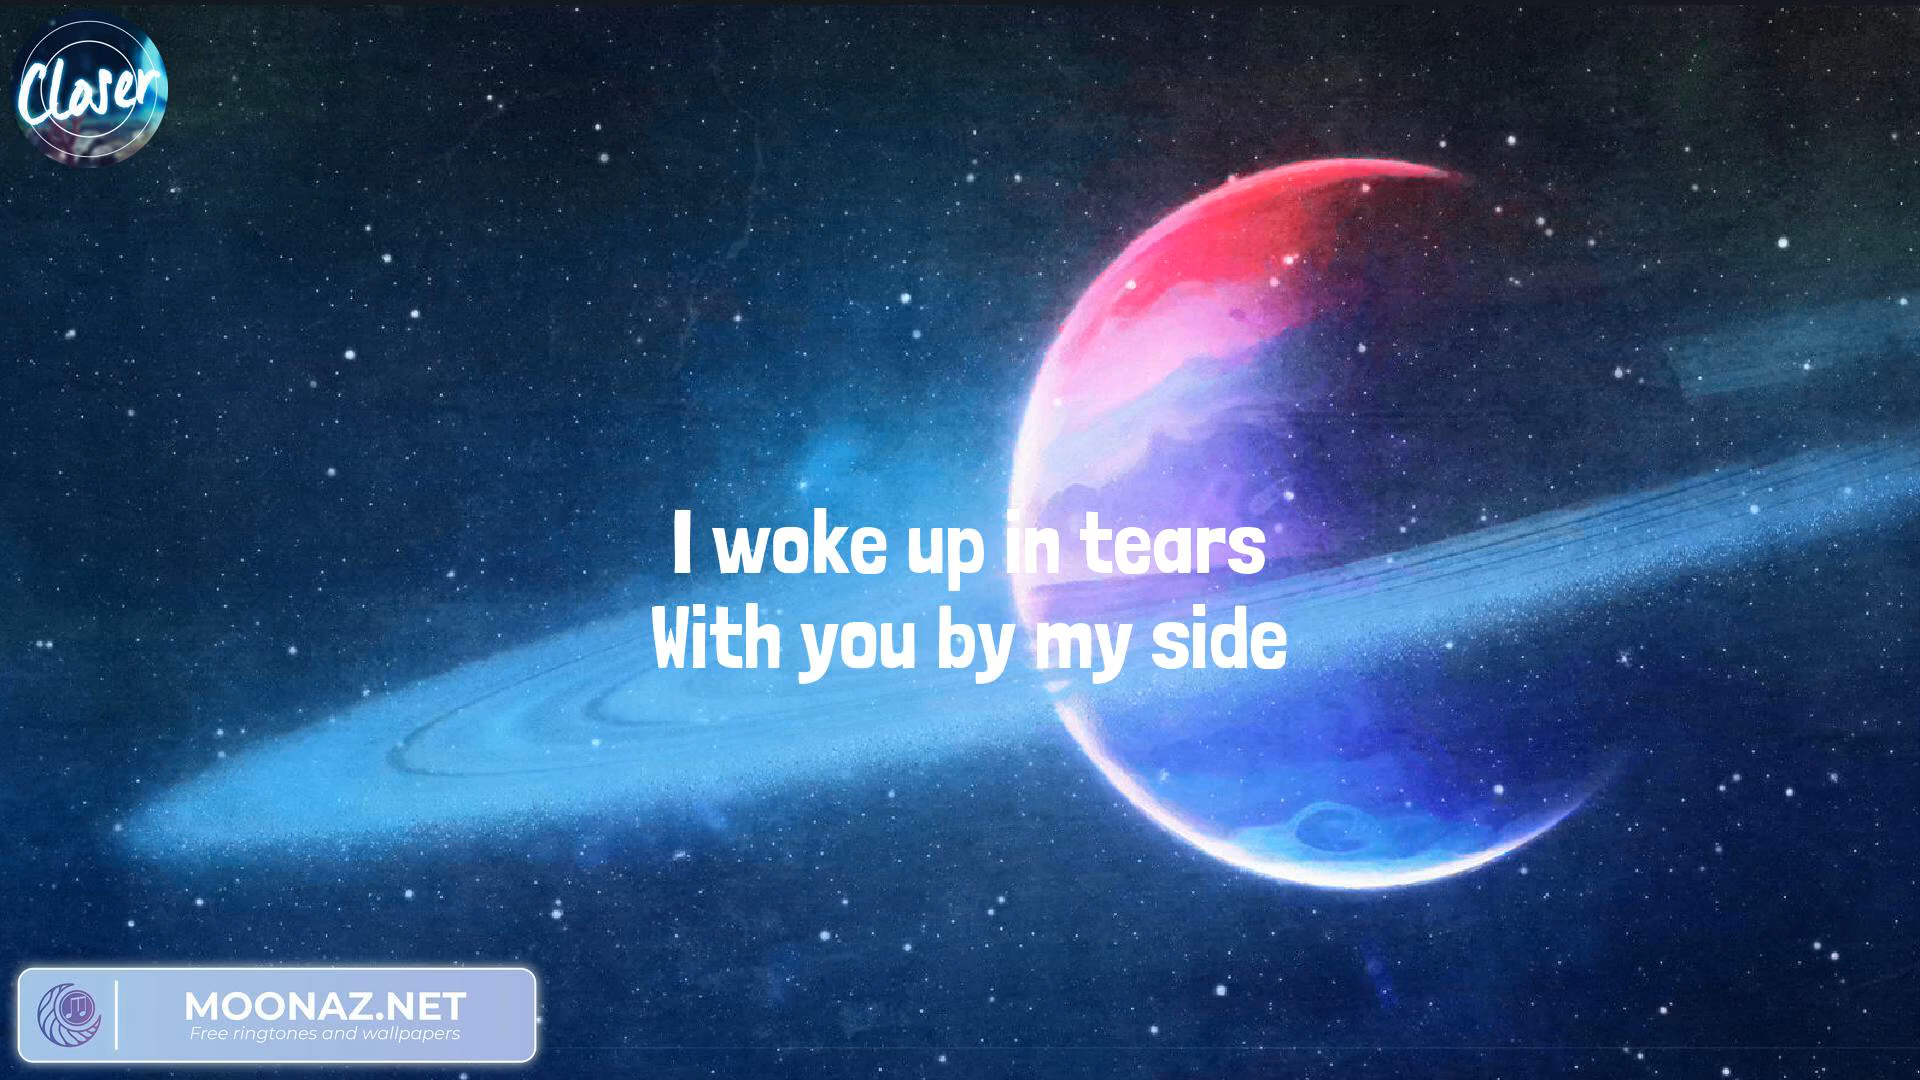 Closer
I woke up in tears
With you by my side
MOONAZ.NET
Free ringtones and wallpapers